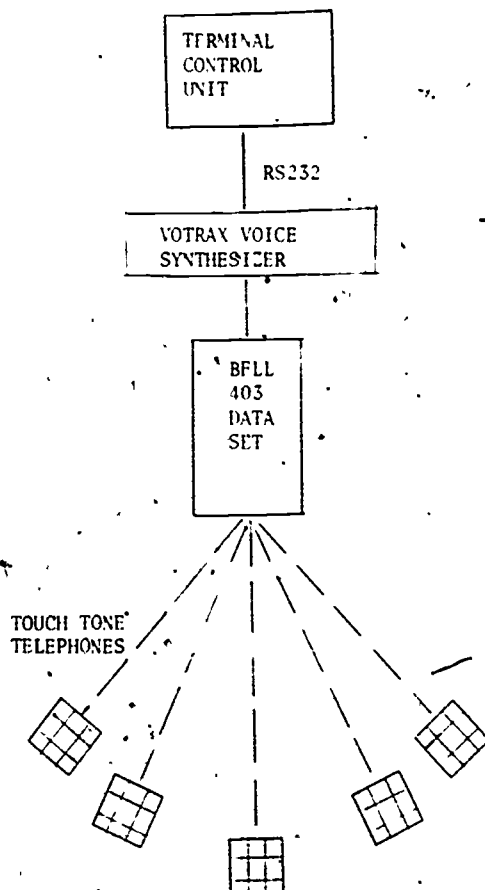 TERMINAL
CONTROL
UNIT
RS232
VOTRAX VOICE
SYNTHESIZER
BELL
403
DATA
SET
TOUCH TONE
TELEPHONES